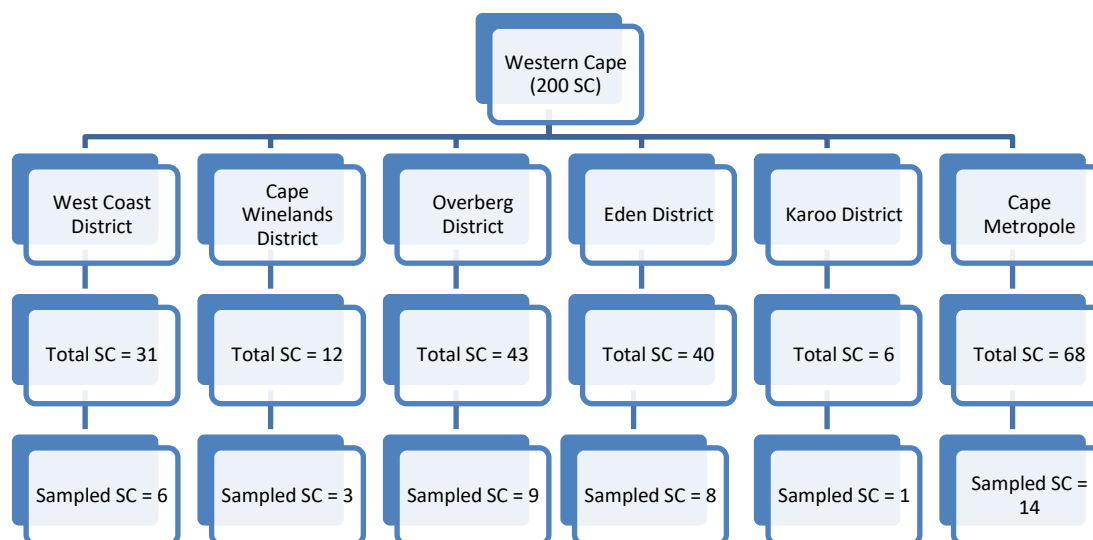 Western Cape
(200 SC)
West Coast
District
Cape
Winelands
District
Overberg
District
Eden District
Karoo District
Cape
Metropole
Total SC = 31
Total SC = 12
Total SC = 43
Total SC = 40
Total SC = 6
Total SC = 68
Sampled SC = 6
Sampled SC = 3
Sampled SC = 9
Sampled SC = 8
Sampled SC = 1
Sampled SC =
14